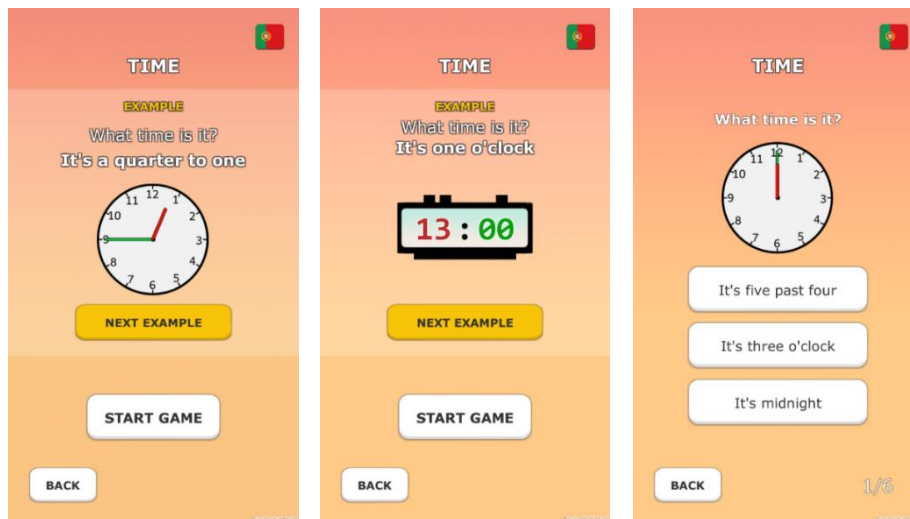 TIME
EXAMPLE
What time is it?
It's a quarter to one
12
1
2
3
4
5
6
7
8
9
10
11
NEXT EXAMPLE
START GAME
BACK
TIME
EXAMPLE
What time is it?
It's one o'clock
13:00
NEXT EXAMPLE
START GAME
BACK
TIME
What time is it?
12
1
2
3
4
5
6
7
8
9
10
11
It's five past four
It's three o'clock
It's midnight
BACK
1/6